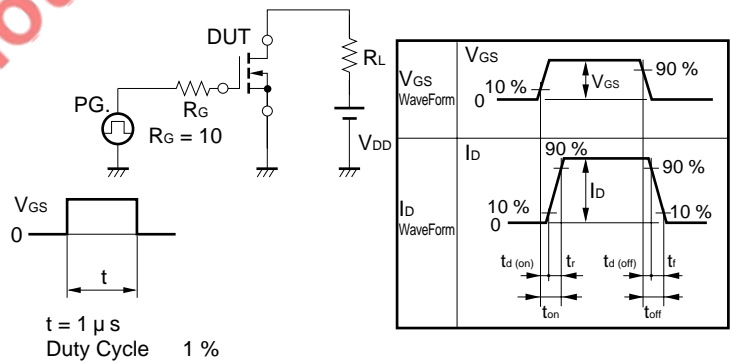 DUT
RL
PG.
RG
RG = 10
VDD
VGS
0
t
t = 1 μ s
Duty Cycle 1 %
VGS
WaveForm
VGS
10 %
0
VGS
90 %
ID
WaveForm
ID
90 %
90 %
ID
10 %
0
10 %
td (on) tr td (off) tf
ton toff